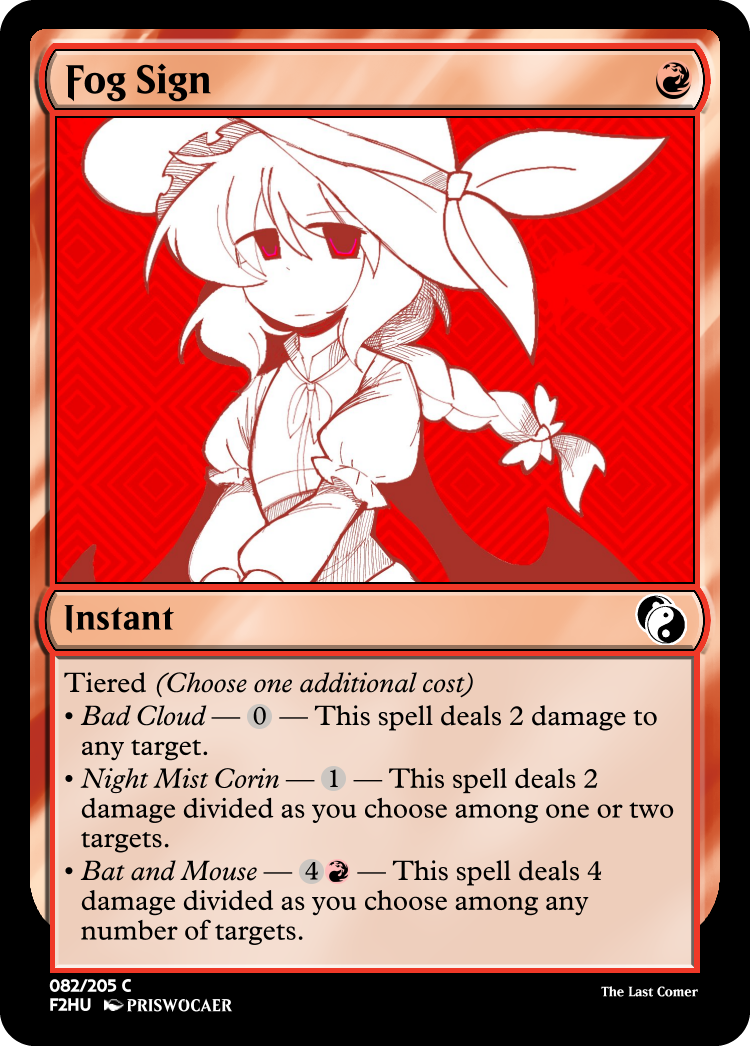 Fog Sign
Instant
Tiered (Choose one additional cost)
• Bad Cloud — 0 — This spell deals 2 damage to
any target.
• Night Mist Corin — 1 — This spell deals 2
damage divided as you choose among one or two
targets.
• Bat and Mouse — 4 — This spell deals 4
damage divided as you choose among any
number of targets.
082/205 C
F2HU PRISWOCAER
The Last Comer